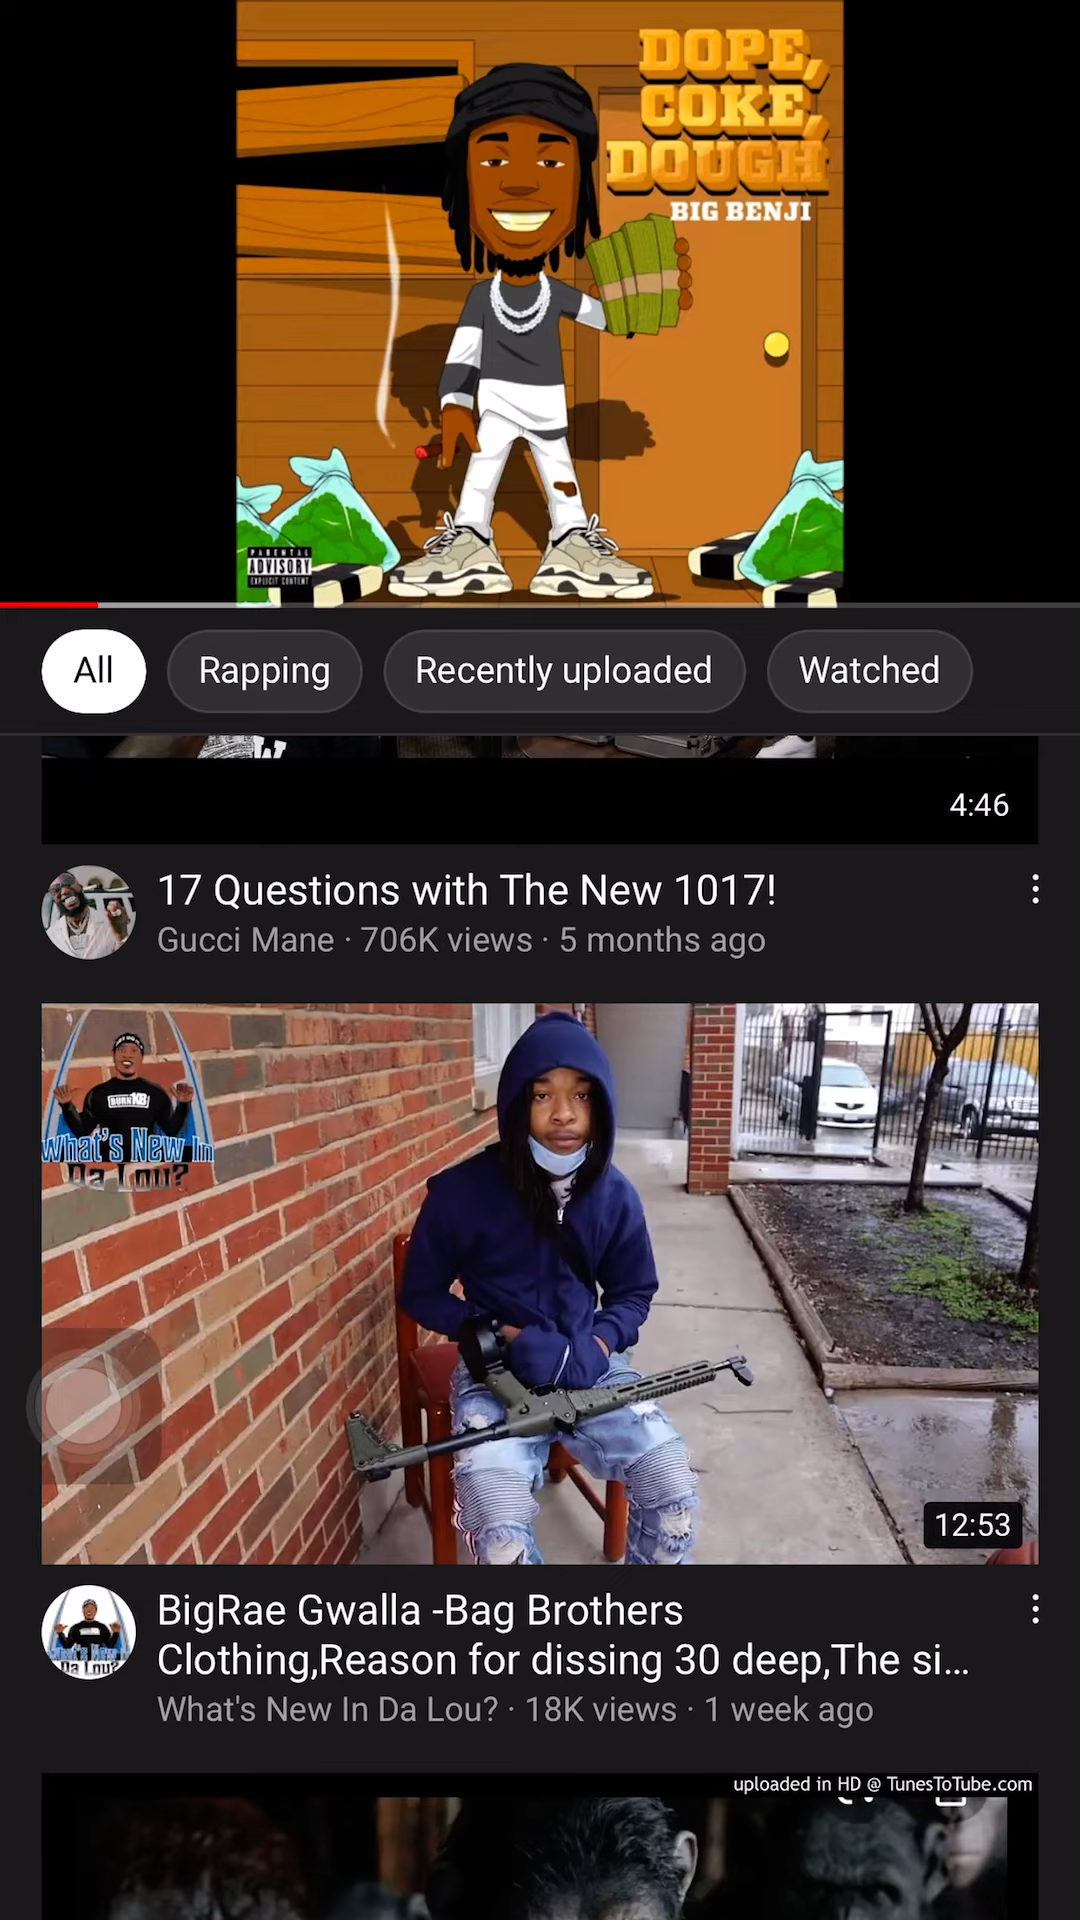 DOPE,
COKE,
DOUGH
BIG BENJI
PARENTAL
ADVISORY
EXPLICIT CONTENT
All
Rapping
Recently uploaded
Watched
4:46
17 Questions with The New 1017!
Gucci Mane · 706K views · 5 months ago
What's New In
Da Lou?
12:53
BigRae Gwalla -Bag Brothers
Clothing,Reason for dissing 30 deep,The si...
What's New In Da Lou? · 18K views · 1 week ago
uploaded in HD @ TunesToTube.com